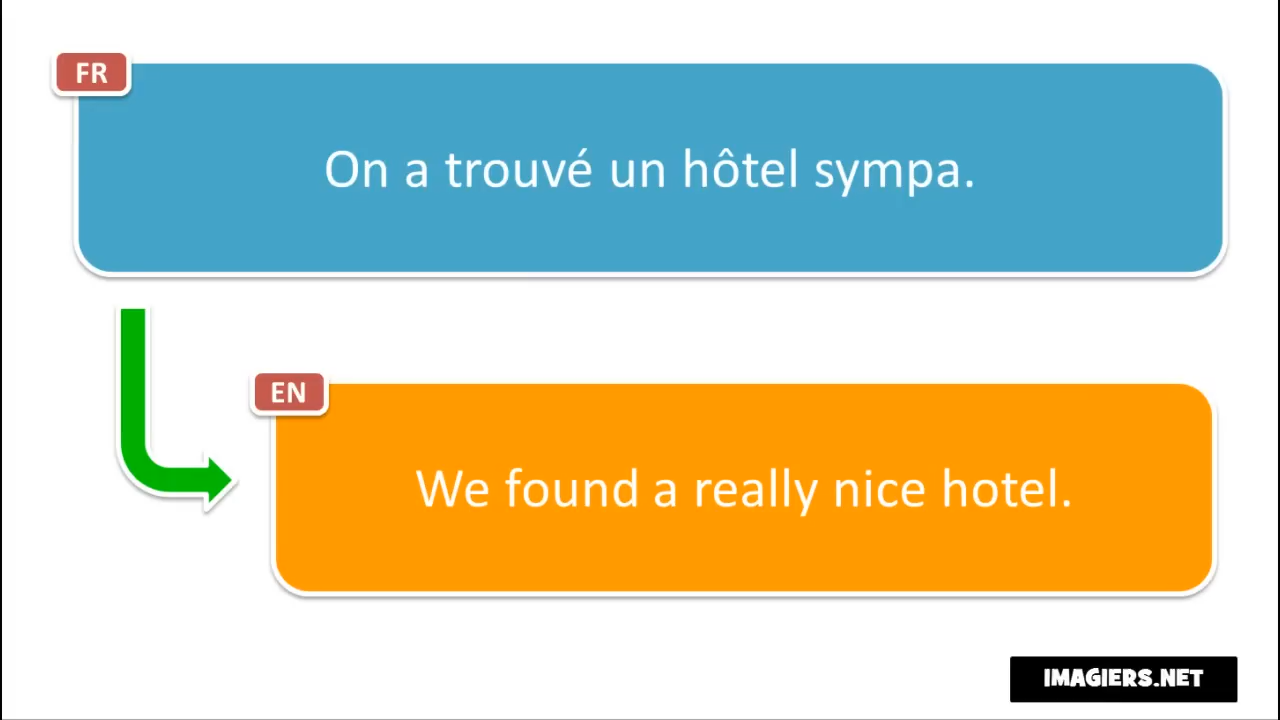 FR
On a trouvé un hôtel sympa.
EN
We found a really nice hotel.
IMAGIERS.NET